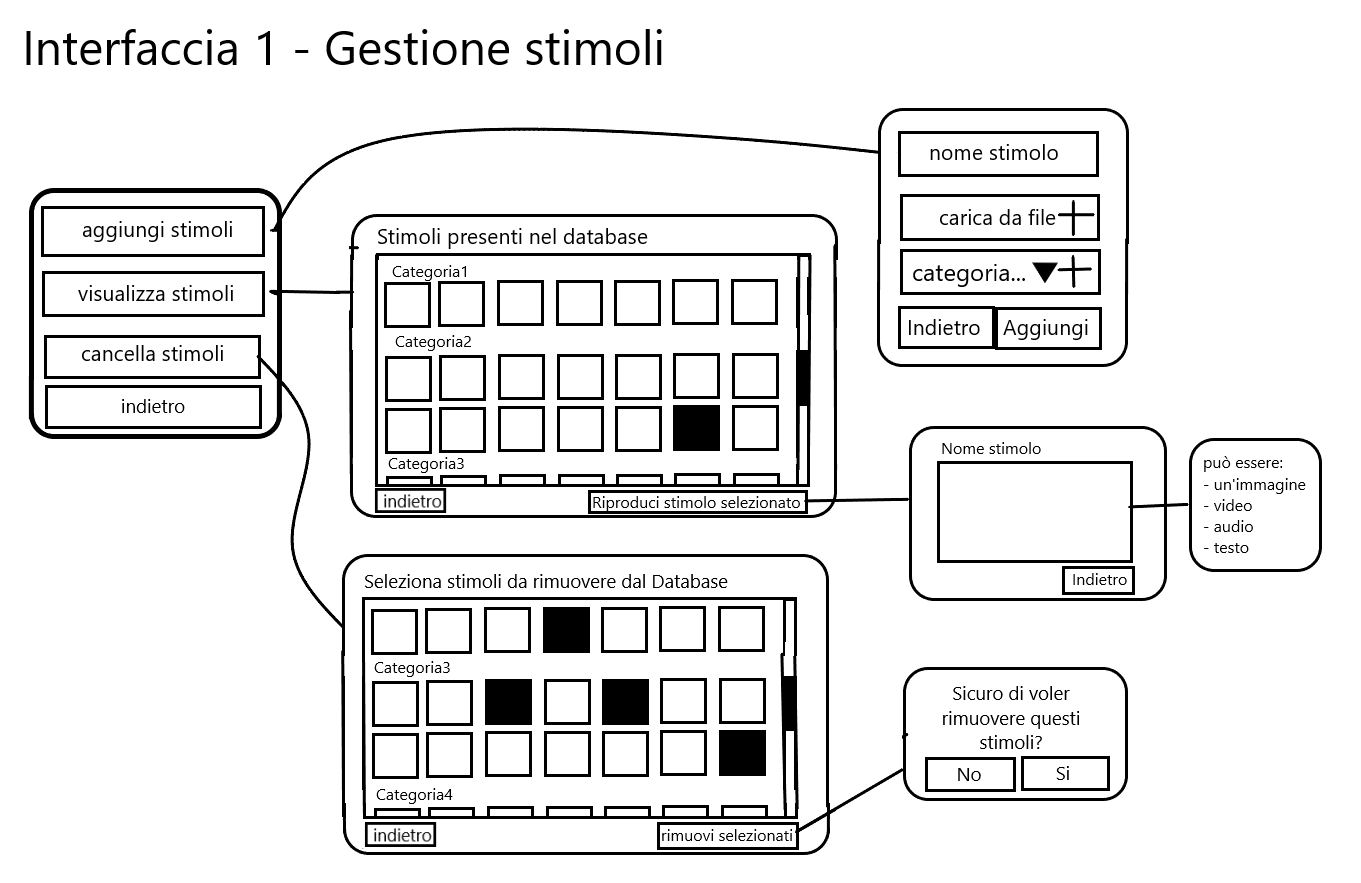 Interfaccia 1 - Gestione stimoli
aggiungi stimoli
visualizza stimoli
cancella stimoli
indietro
nome stimolo
carica da file
categoria...
Indietro
Aggiungi
Stimoli presenti nel database
Categoria1
Categoria2
Categoria3
indietro
Riproduci stimolo selezionato
Nome stimolo
Indietro
può essere:
- un'immagine
- video
- audio
- testo
Seleziona stimoli da rimuovere dal Database
Categoria3
Categoria4
indietro
rimuovi selezionati
Sicuro di voler
rimuovere questi
stimoli?
No
Si